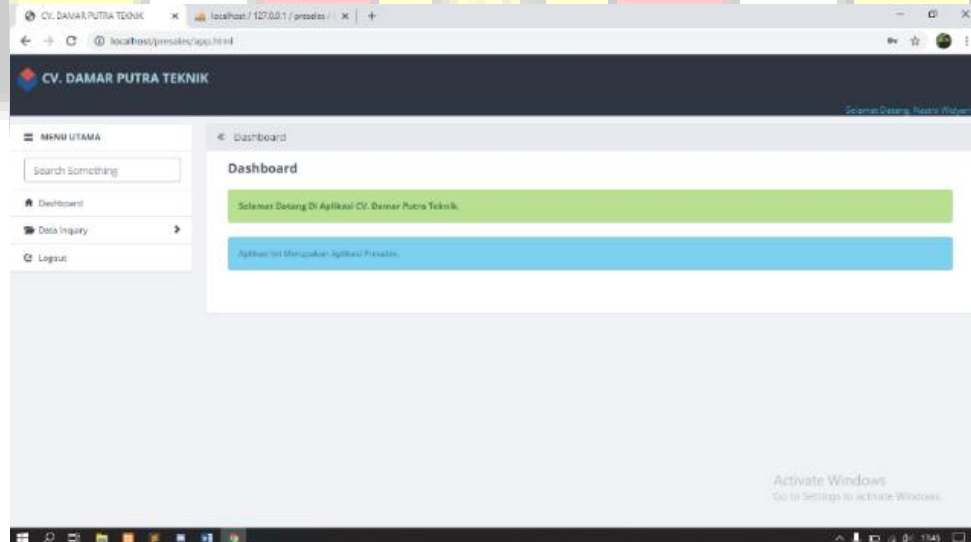 CV. DAMAR PUTRA TEKNIK
localhost / 127.0.0.1 / presales /
localhost/presales/app.html
CV. DAMAR PUTRA TEKNIK
Selamat Datang,
MENU UTAMA
Dashboard
Search Something
Dashboard
Dashboard
Selamat Datang Di Aplikasi CV. Damar Putra Teknik.
Data Inquiry
Logout
Aplikasi Ini Merupakan Aplikasi Presales.
Activate Windows
Go to Settings to activate Windows.